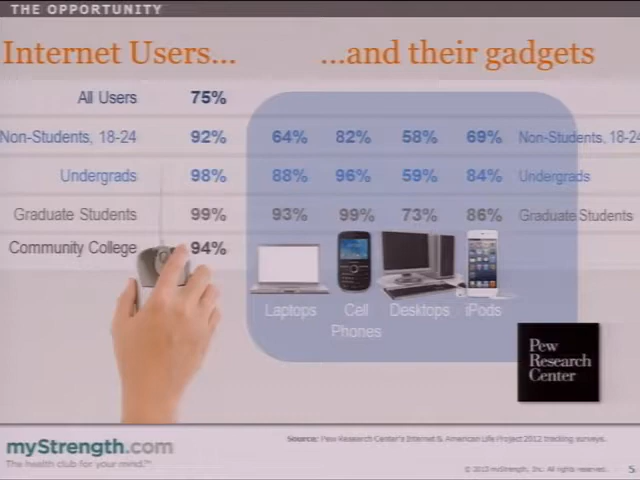 THE OPPORTUNITY
Internet Users... ...and their gadgets
All Users 75%
Non-Students, 18-24 92% 64% 82% 58% 69% Non-Students, 18-24
Undergrads 98% 88% 96% 59% 84% Undergrads
Graduate Students 99% 93% 99% 73% 86% Graduate Students
Community College 94%
Laptops Cell Phones Desktops iPods
Pew
Research
Center
myStrength.com
The health club for your mind.™
Source: Pew Research Center's Internet & American Life Project 2012 tracking surveys.
© 2013 myStrength, Inc. All rights reserved. 5